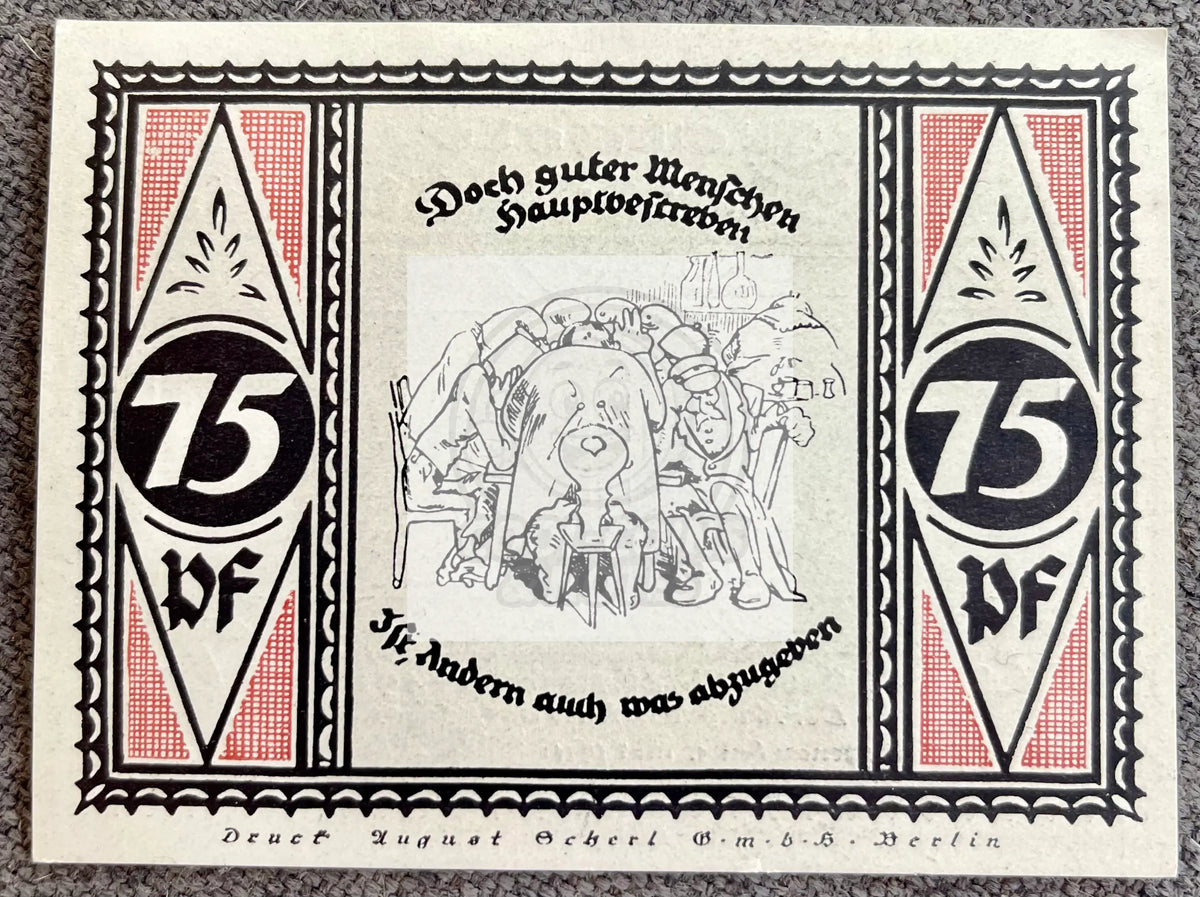 Doch guter Menschen
Hauptbestreben
75
75
Pf
Pf
Ist, Andern auch was abzugeben
Druck August Scherl G.m.b.H. Berlin